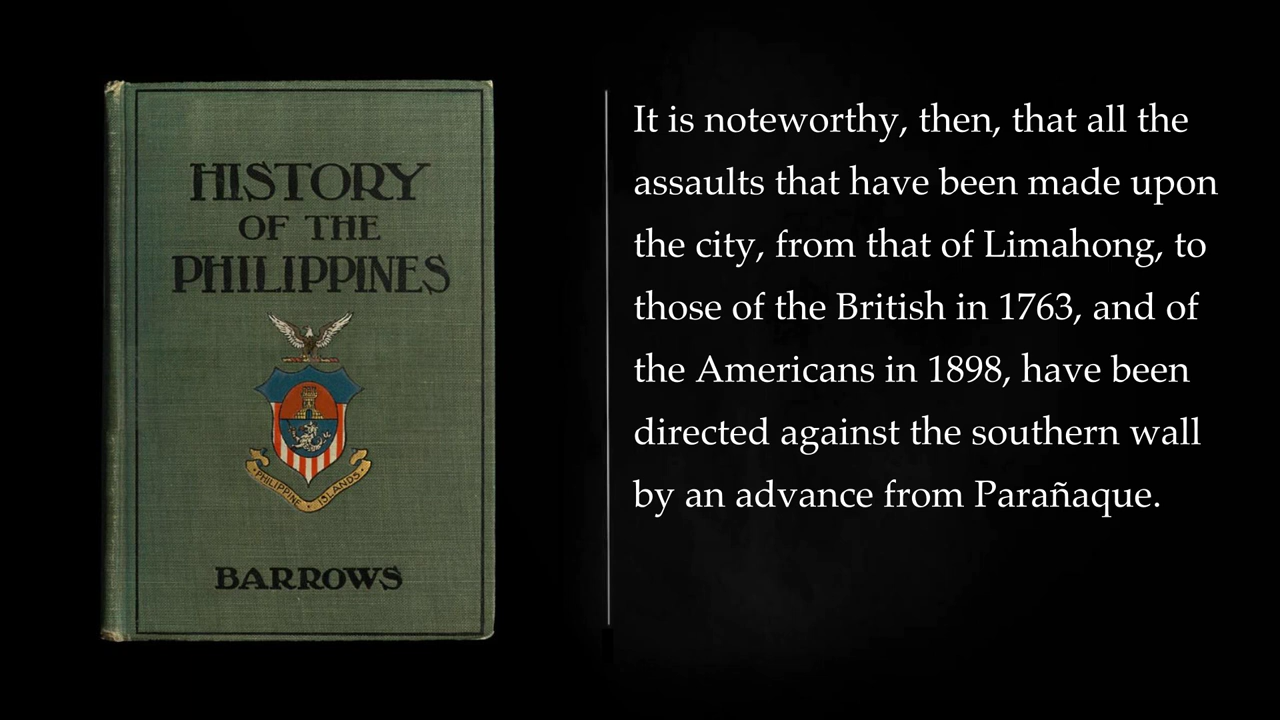 HISTORY
OF THE
PHILIPPINES
PHILIPPINE ISLANDS
BARROWS
It is noteworthy, then, that all the
assaults that have been made upon
the city, from that of Limahong, to
those of the British in 1763, and of
the Americans in 1898, have been
directed against the southern wall
by an advance from Parañaque.